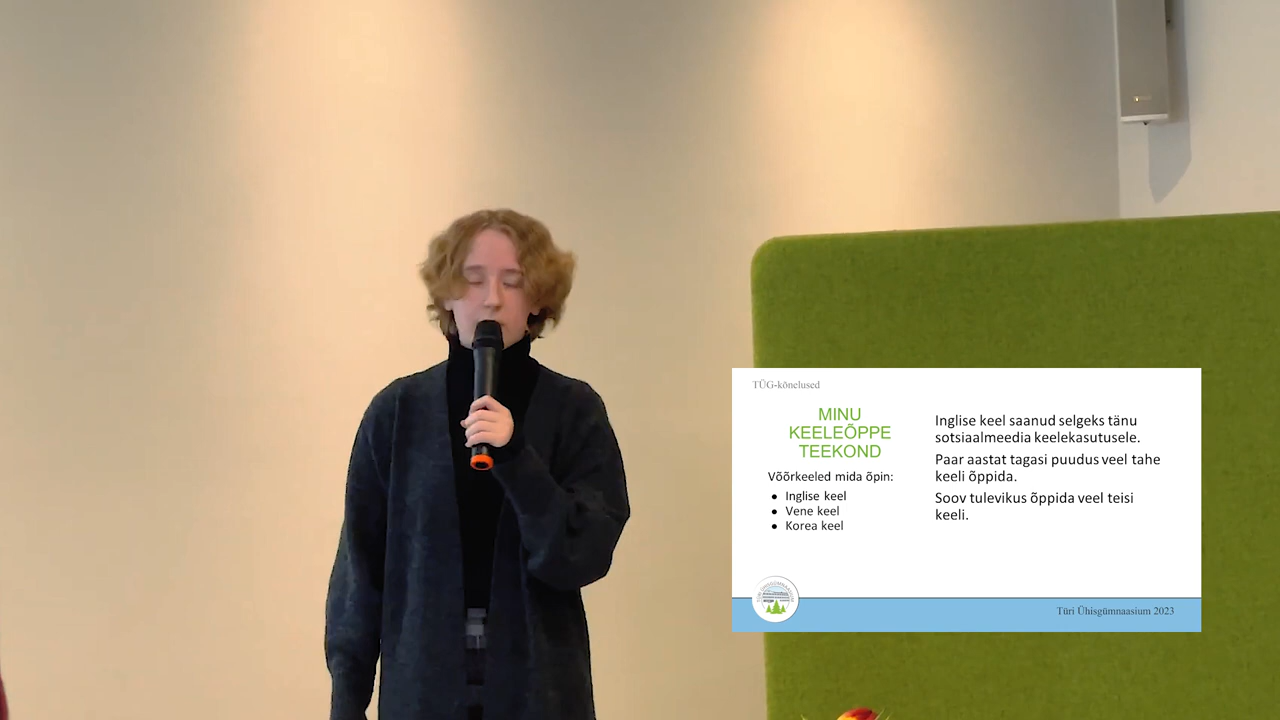 TÜG-kõnelused
MINU
KEELEÕPPE
TEEKOND
Võõrkeeled mida õpin:
● Inglise keel
● Vene keel
● Korea keel
Inglise keel saanud selgeks tänu
sotsiaalmeedia keelekasutusele.
Paar aastat tagasi puudus veel tahe
keeli õppida.
Soov tulevikus õppida veel teisi
keeli.
Türi Ühisgümnaasium 2023